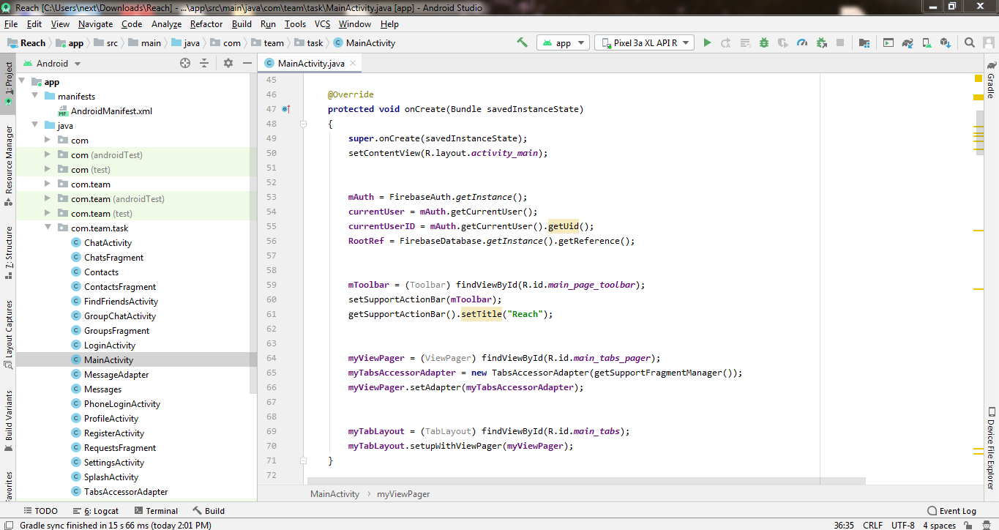 Reach [C:\Users\next\Downloads\Reach] - ...\app\src\main\java\com\team\task\MainActivity.java [app] - Android Studio
File Edit View Navigate Code Analyze Refactor Build Run Tools VCS Window Help
Reach app src main java com team task MainActivity app Pixel 3a XL API R
1: Project
Resource Manager
7: Structure
Layout Captures
Build Variants
avorites
Android
app
manifests
MF AndroidManifest.xml
java
com
com (androidTest)
com (test)
com.team
com.team (androidTest)
com.team (test)
com.team.task
C ChatActivity
C ChatsFragment
C Contacts
C ContactsFragment
C FindFriendsActivity
C GroupChatActivity
C GroupsFragment
C LoginActivity
C MainActivity
C MessageAdapter
C Messages
C PhoneLoginActivity
C ProfileActivity
C RegisterActivity
C RequestsFragment
C SettingsActivity
C SplashActivity
C TabsAccessorAdapter
C MainActivity.java
45
46 @Override
47 protected void onCreate(Bundle savedInstanceState)
48 {
49 super.onCreate(savedInstanceState);
50 setContentView(R.layout.activity_main);
51
52
53 mAuth = FirebaseAuth.getInstance();
54 currentUser = mAuth.getCurrentUser();
55 currentUserID = mAuth.getCurrentUser().getUid();
56 RootRef = FirebaseDatabase.getInstance().getReference();
57
58
59 mToolbar = (Toolbar) findViewById(R.id.main_page_toolbar);
60 setSupportActionBar(mToolbar);
61 getSupportActionBar().setTitle("Reach");
62
63
64 myViewPager = (ViewPager) findViewById(R.id.main_tabs_pager);
65 myTabsAccessorAdapter = new TabsAccessorAdapter(getSupportFragmentManager());
66 myViewPager.setAdapter(myTabsAccessorAdapter);
67
68
69 myTabLayout = (TabLayout) findViewById(R.id.main_tabs);
70 myTabLayout.setupWithViewPager(myViewPager);
71 }
72
MainActivity › myViewPager
Gradle
Device File Explorer
TODO 6: Logcat Terminal Build Event Log
Gradle sync finished in 15 s 66 ms (today 2:01 PM) 36:35 CRLF UTF-8 4 spaces